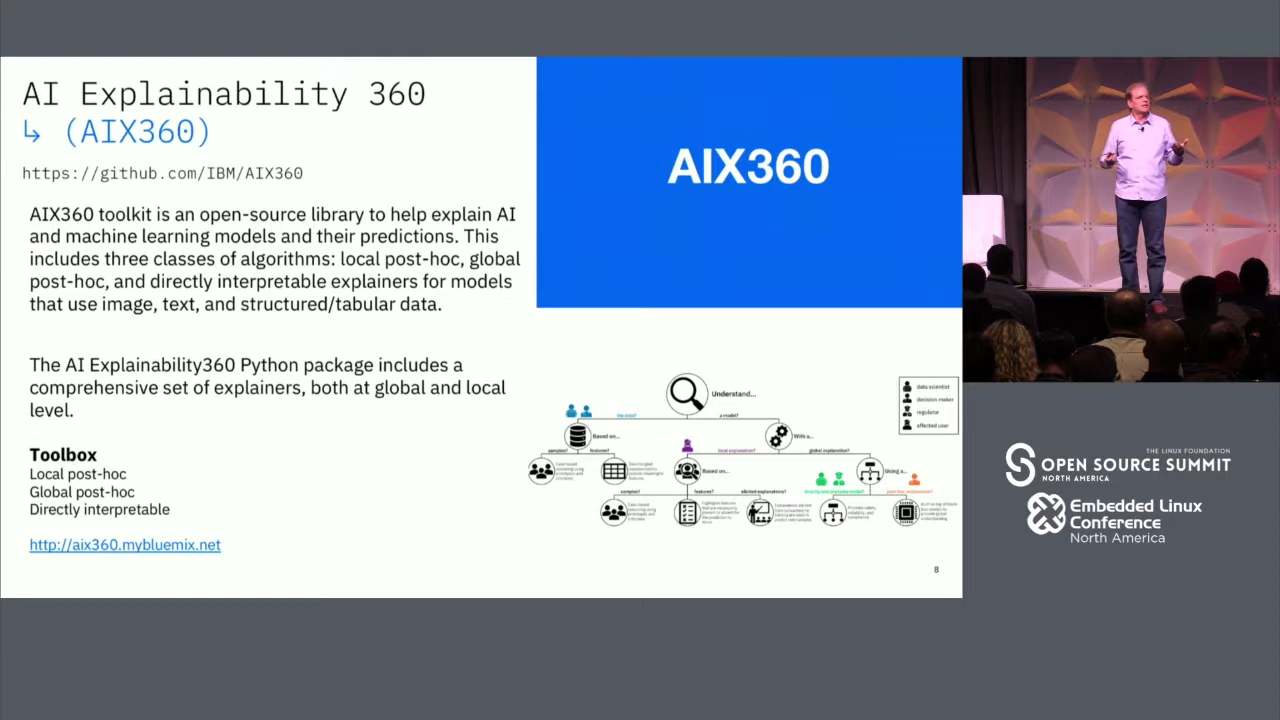 AI Explainability 360
↳ (AIX360)
https://github.com/IBM/AIX360
AIX360 toolkit is an open-source library to help explain AI
and machine learning models and their predictions. This
includes three classes of algorithms: local post-hoc, global
post-hoc, and directly interpretable explainers for models
that use image, text, and structured/tabular data.
The AI Explainability360 Python package includes a
comprehensive set of explainers, both at global and local
level.
Toolbox
Local post-hoc
Global post-hoc
Directly interpretable
http://aix360.mybluemix.net
AIX360
Understand...
the data?
a model?
Based on...
With a...
samples?
features?
local explanation?
global explanation?
Based on...
Using a...
samples?
features?
elicited explanations?
directly interpretable model?
data scientist
decision maker
regulator
affected user
8
THE LINUX FOUNDATION
OPEN SOURCE SUMMIT
NORTH AMERICA
Embedded Linux
Conference
North America